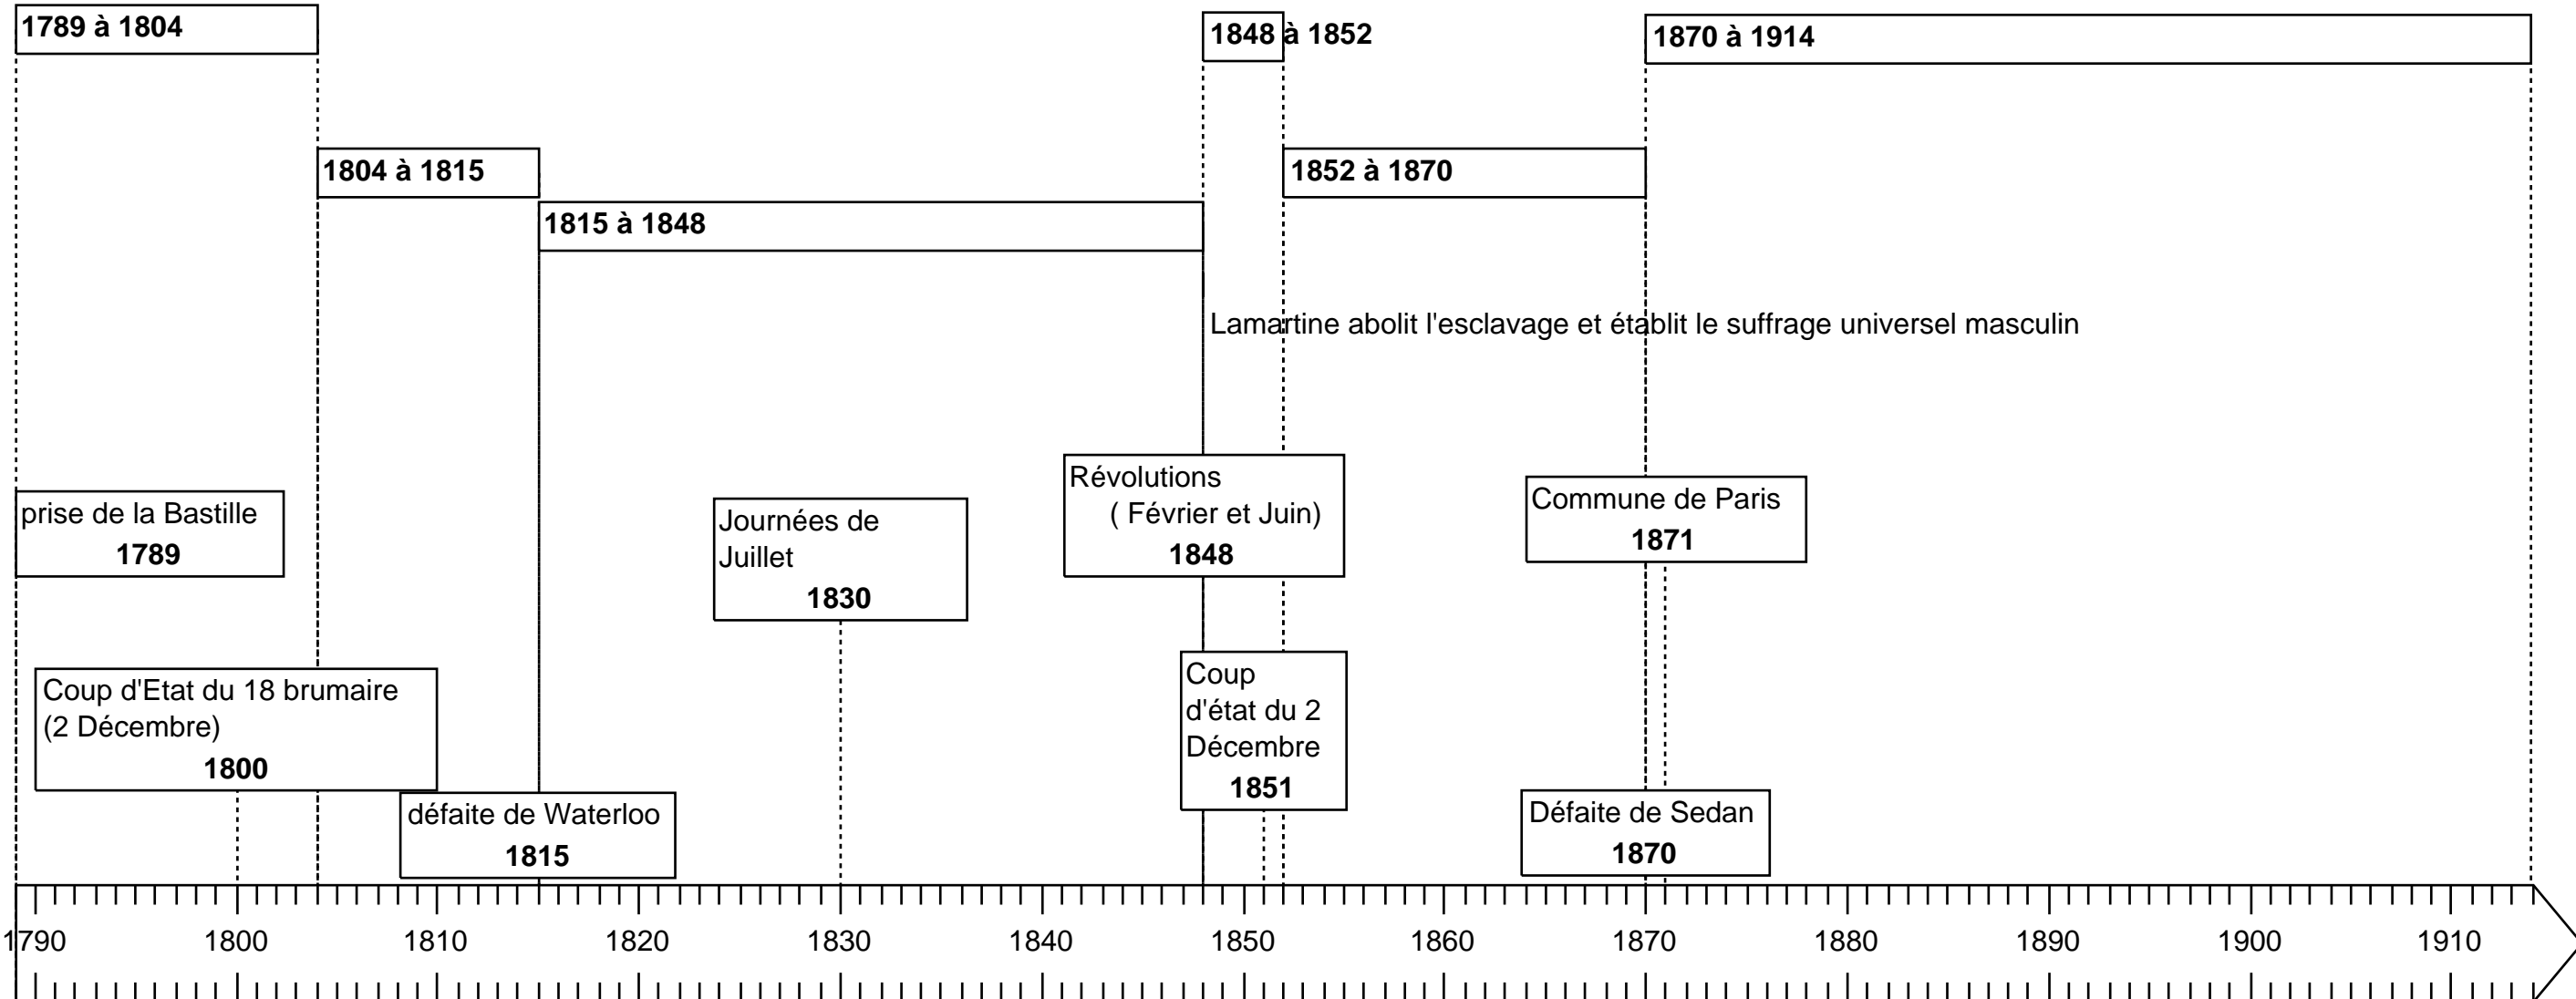 1789 à 1804
1848 à 1852
1870 à 1914
1804 à 1815
1852 à 1870
1815 à 1848
Lamartine abolit l'esclavage et établit le suffrage universel masculin
prise de la Bastille
1789
Journées de
Juillet
1830
Révolutions
( Février et Juin)
1848
Commune de Paris
1871
Coup d'Etat du 18 brumaire
(2 Décembre)
1800
défaite de Waterloo
1815
Coup
d'état du 2
Décembre
1851
Défaite de Sedan
1870
1790 1800 1810 1820 1830 1840 1850 1860 1870 1880 1890 1900 1910